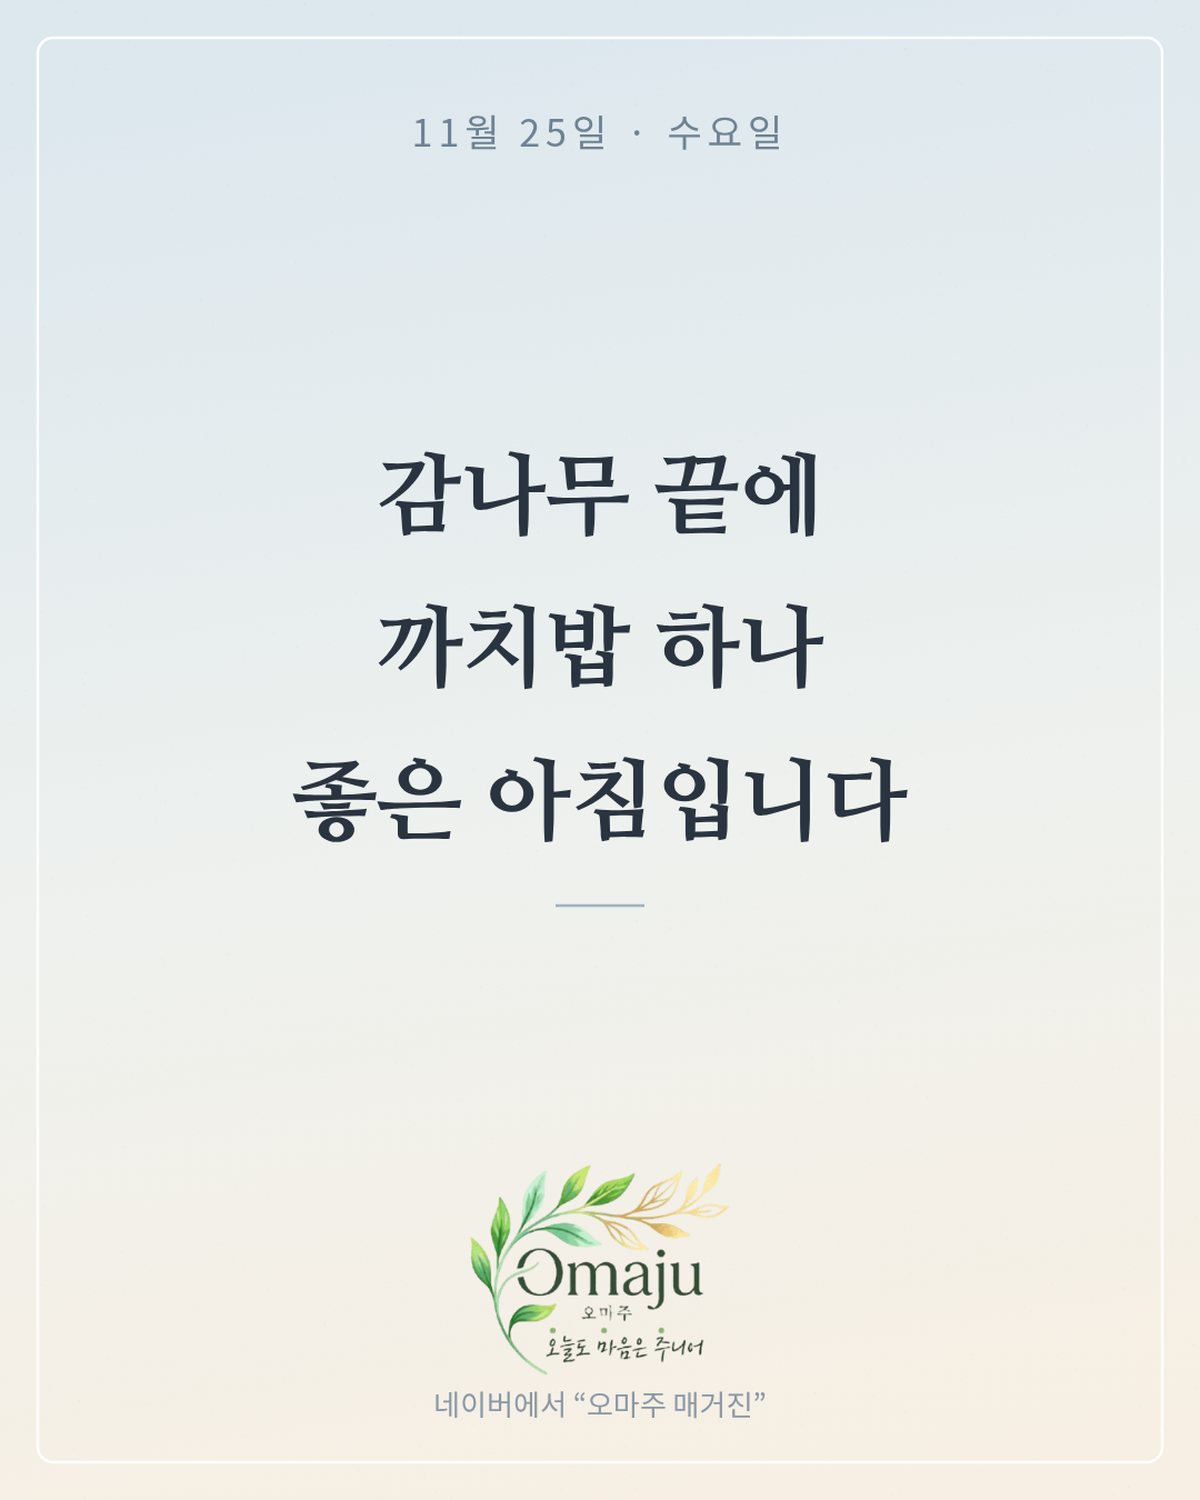 11월 25일 · 수요일
감나무 끝에
까치밥 하나
좋은 아침입니다
Omaju
오마주
오늘도 마음은 주니어
네이버에서 “오마주 매거진”